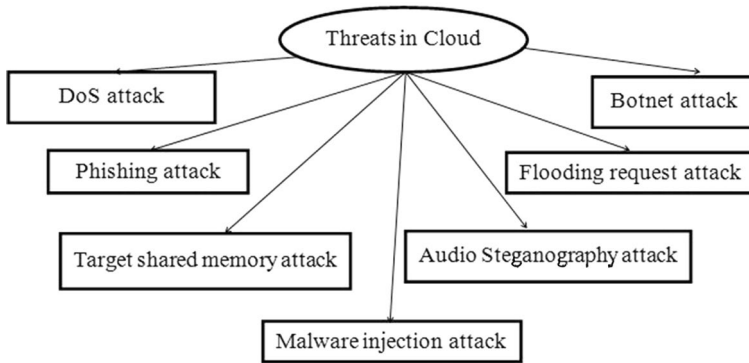 Threats in Cloud
DoS attack
Botnet attack
Phishing attack
Flooding request attack
Target shared memory attack
Audio Steganography attack
Malware injection attack